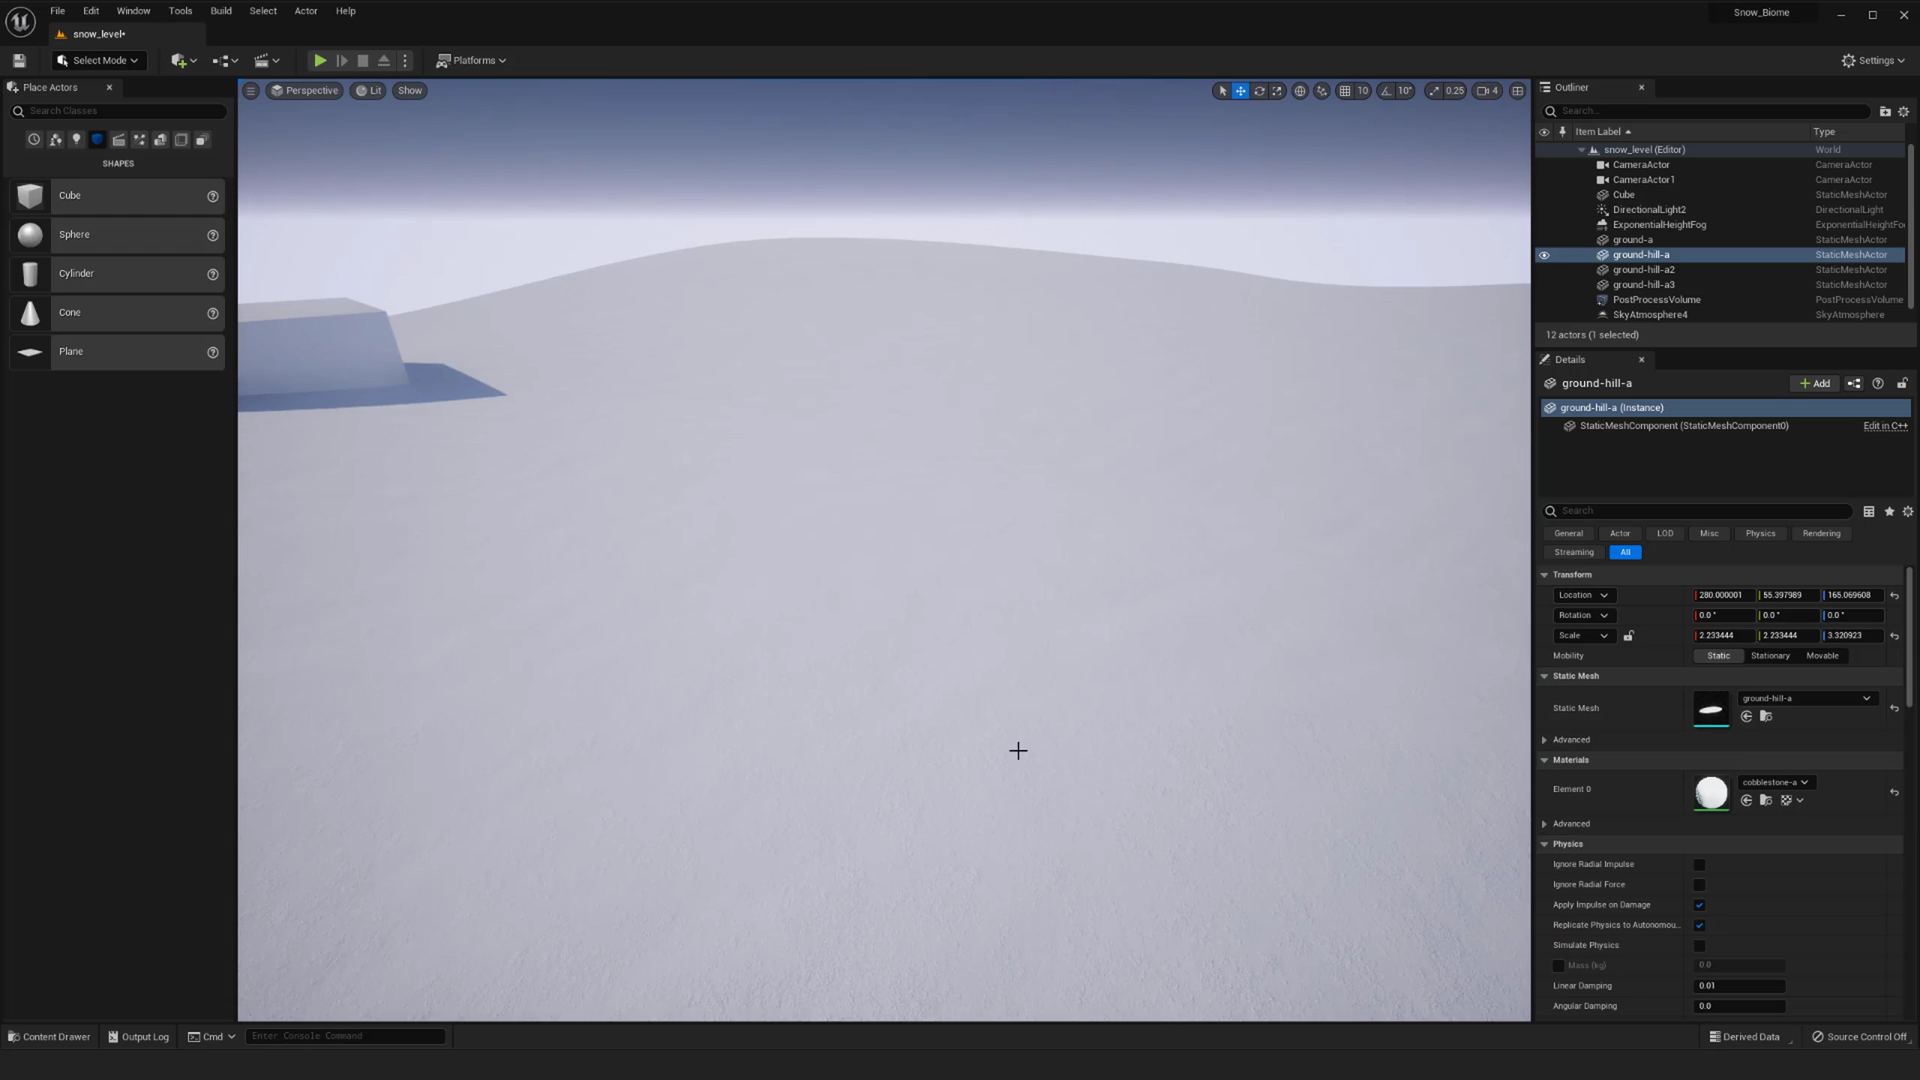 File Edit Window Tools Build Select Actor Help
Snow_Biome
snow_level*
Select Mode
Platforms
Settings
Place Actors
Search Classes
SHAPES
Cube
Sphere
Cylinder
Cone
Plane
Perspective Lit Show
10 10° 0.25 4
Outliner
Search...
Item Label Type
snow_level (Editor) World
CameraActor CameraActor
CameraActor1 CameraActor
Cube StaticMeshActor
DirectionalLight2 DirectionalLight
ExponentialHeightFog ExponentialHeightFo
ground-a StaticMeshActor
ground-hill-a StaticMeshActor
ground-hill-a2 StaticMeshActor
ground-hill-a3 StaticMeshActor
PostProcessVolume PostProcessVolume
SkyAtmosphere4 SkyAtmosphere
12 actors (1 selected)
Details
ground-hill-a
+ Add
ground-hill-a (Instance)
StaticMeshComponent (StaticMeshComponent0) Edit in C++
Search
General Actor LOD Misc Physics Rendering
Streaming All
Transform
Location 280.000001 55.397989 165.069608
Rotation 0.0 ° 0.0 ° 0.0 °
Scale 2.233444 2.233444 3.320923
Mobility Static Stationary Movable
Static Mesh
Static Mesh ground-hill-a
Advanced
Materials
Element 0 cobblestone-a
Advanced
Physics
Ignore Radial Impulse
Ignore Radial Force
Apply Impulse on Damage
Replicate Physics to Autonomou...
Simulate Physics
Mass (kg) 0.0
Linear Damping 0.01
Angular Damping 0.0
Content Drawer Output Log Cmd Enter Console Command
Derived Data Source Control Off